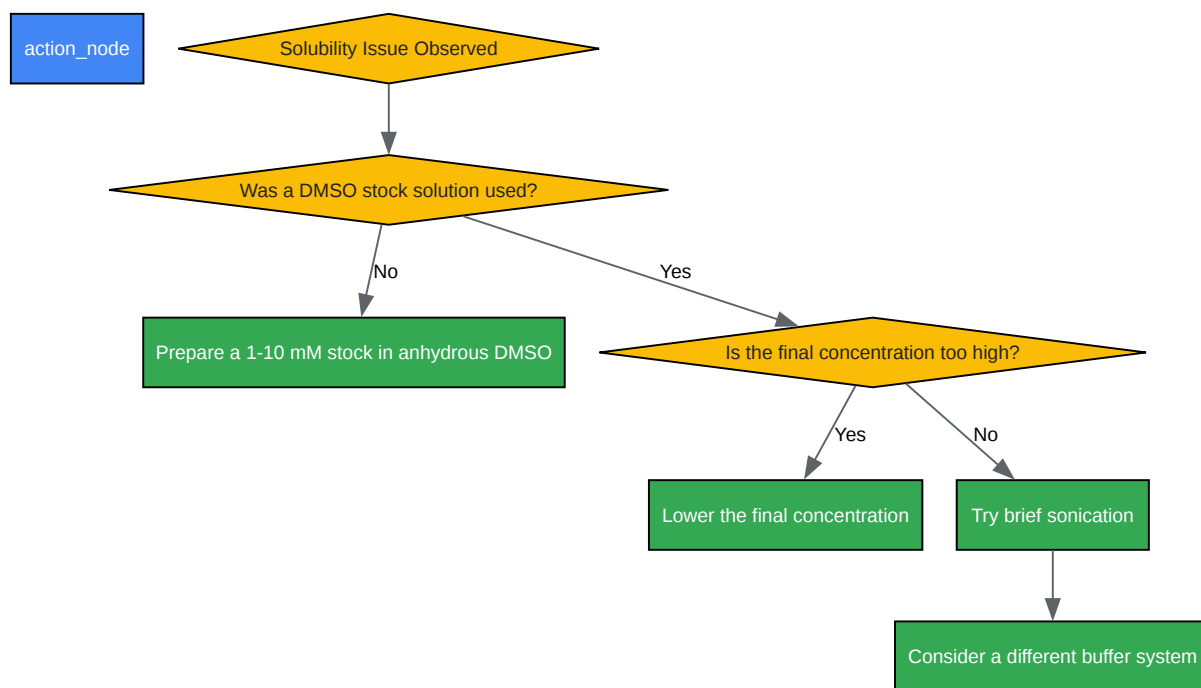 action_node
Solubility Issue Observed
Was a DMSO stock solution used?
No
Yes
Prepare a 1-10 mM stock in anhydrous DMSO
Is the final concentration too high?
Yes
No
Lower the final concentration
Try brief sonication
Consider a different buffer system